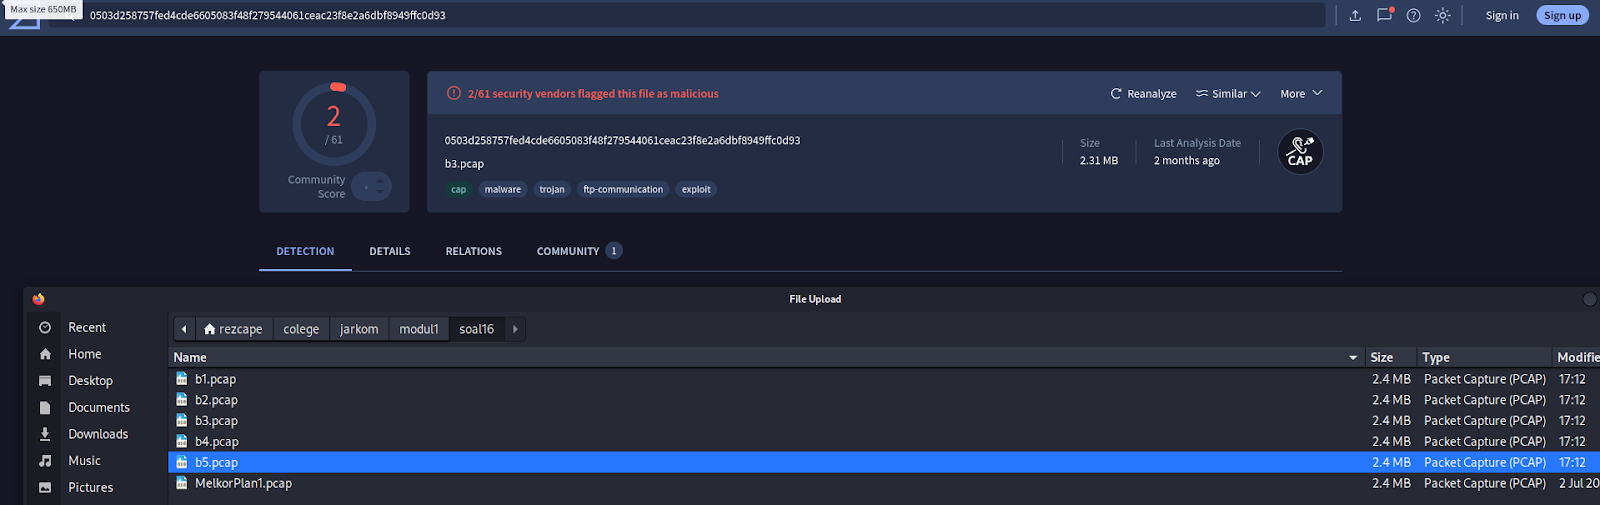 Max size 650MB
0503d258757fed4cde6605083f48f279544061ceac23f8e2a6dbf8949ffc0d93
Sign in
Sign up
2
/ 61
Community
Score
2/61 security vendors flagged this file as malicious
Reanalyze
Similar
More
0503d258757fed4cde6605083f48f279544061ceac23f8e2a6dbf8949ffc0d93
b3.pcap
Size
2.31 MB
Last Analysis Date
2 months ago
CAP
cap
malware
trojan
ftp-communication
exploit
DETECTION
DETAILS
RELATIONS
COMMUNITY 1
File Upload
Recent
Home
Desktop
Documents
Downloads
Music
Pictures
rezcape
colege
jarkom
modul1
soal16
Name Size Type Modifie
b1.pcap 2.4 MB Packet Capture (PCAP) 17:12
b2.pcap 2.4 MB Packet Capture (PCAP) 17:12
b3.pcap 2.4 MB Packet Capture (PCAP) 17:12
b4.pcap 2.4 MB Packet Capture (PCAP) 17:12
b5.pcap 2.4 MB Packet Capture (PCAP) 17:12
MelkorPlan1.pcap 2.4 MB Packet Capture (PCAP) 2 Jul 20